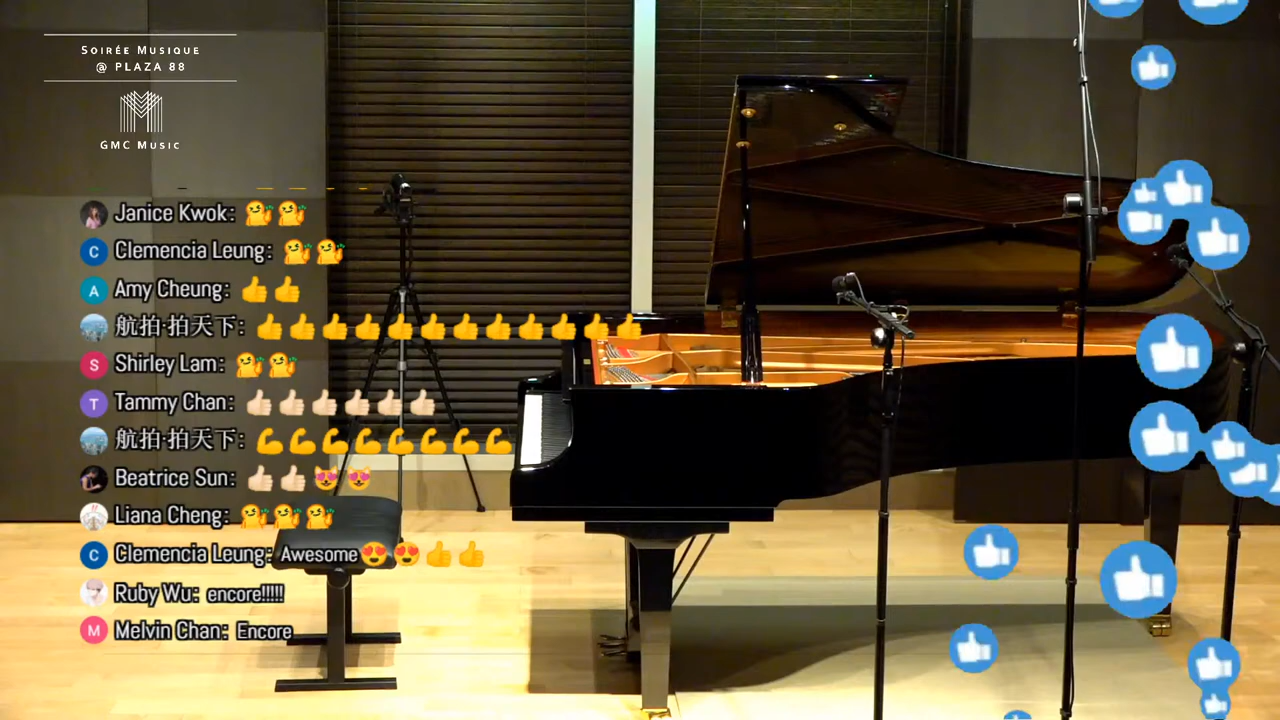 Soirée Musique
@ PLAZA 88
GMC Music
Janice Kwok:
Clemencia Leung:
C
Amy Cheung:
A
航拍·拍天下:
Shirley Lam:
S
Tammy Chan:
T
航拍·拍天下:
Beatrice Sun:
Liana Cheng:
Clemencia Leung: Awesome
C
Ruby Wu: encore!!!!!
Melvin Chan: Encore
M